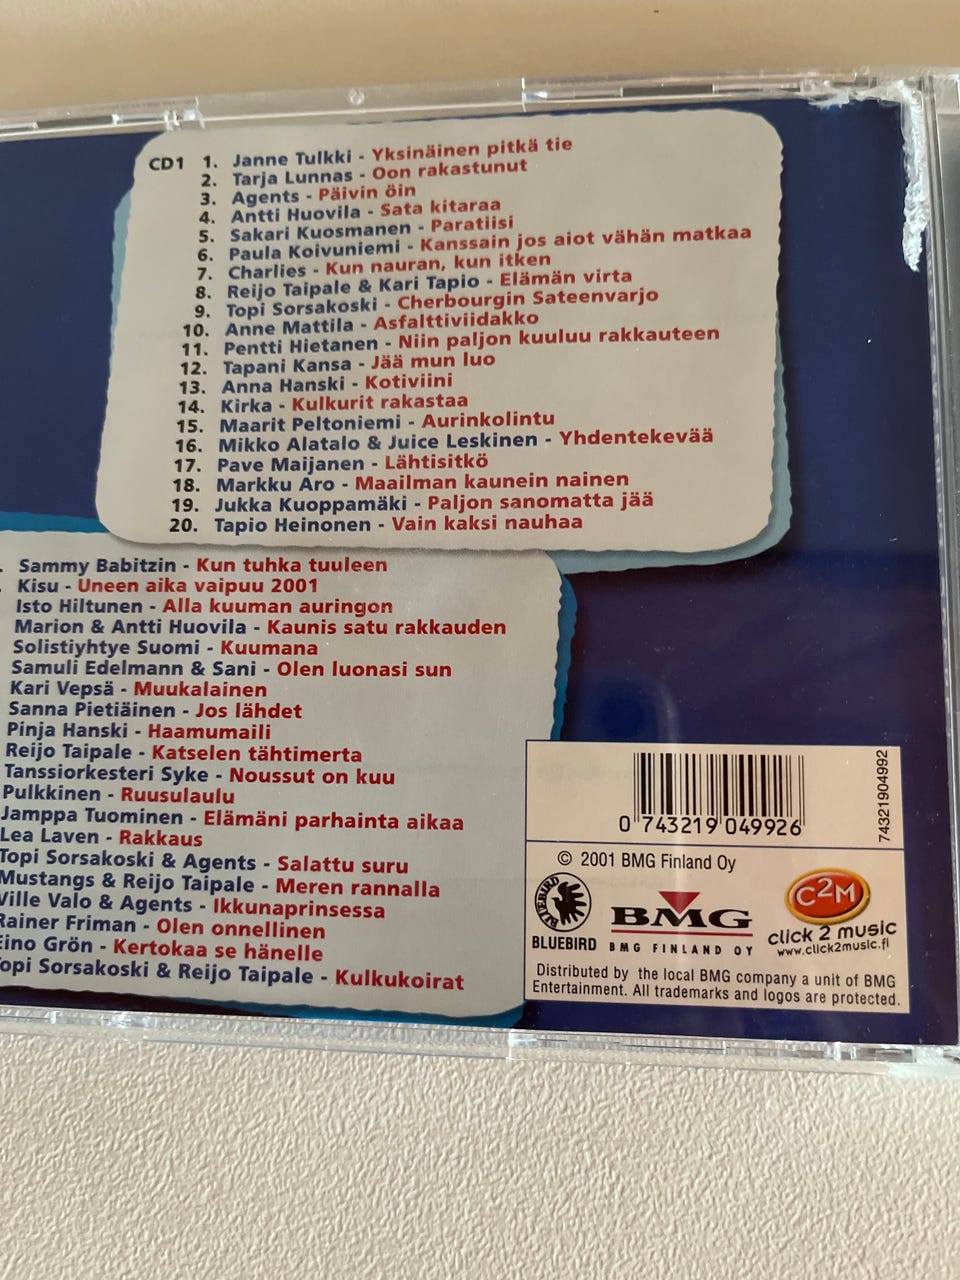 CD1 1. Janne Tulkki - Yksinäinen pitkä tie
2. Tarja Lunnas - Oon rakastunut
3. Agents - Päivin öin
4. Antti Huovila - Sata kitaraa
5. Sakari Kuosmanen - Paratiisi
6. Paula Koivuniemi - Kanssain jos aiot vähän matkaa
7. Charlies - Kun nauran, kun itken
8. Reijo Taipale & Kari Tapio - Elämän virta
9. Topi Sorsakoski - Cherbourgin Sateenvarjo
10. Anne Mattila - Asfalttiviidakko
11. Pentti Hietanen - Niin paljon kuuluu rakkauteen
12. Tapani Kansa - Jää mun luo
13. Anna Hanski - Kotiviini
14. Kirka - Kulkurit rakastaa
15. Maarit Peltoniemi - Aurinkolintu
16. Mikko Alatalo & Juice Leskinen - Yhdentekevää
17. Pave Maijanen - Lähtisitkö
18. Markku Aro - Maailman kaunein nainen
19. Jukka Kuoppamäki - Paljon sanomatta jää
20. Tapio Heinonen - Vain kaksi nauhaa
Sammy Babitzin - Kun tuhka tuuleen
Kisu - Uneen aika vaipuu 2001
Isto Hiltunen - Alla kuuman auringon
Marion & Antti Huovila - Kaunis satu rakkauden
Solistiyhtye Suomi - Kuumana
Samuli Edelmann & Sani - Olen luonasi sun
Kari Vepsä - Muukalainen
Sanna Pietiäinen - Jos lähdet
Pinja Hanski - Haamumaili
Reijo Taipale - Katselen tähtimerta
Tanssiorkesteri Syke - Noussut on kuu
Pulkkinen - Ruusulaulu
Jamppa Tuominen - Elämäni parhainta aikaa
Lea Laven - Rakkaus
Topi Sorsakoski & Agents - Salattu suru
Mustangs & Reijo Taipale - Meren rannalla
Ville Valo & Agents - Ikkunaprinsessa
Rainer Friman - Olen onnellinen
Eino Grön - Kertokaa se hänelle
Topi Sorsakoski & Reijo Taipale - Kulkukoirat
0 743219 049926
74321904992
© 2001 BMG Finland Oy
BLUEBIRD
BLUEBIRD
BMG
BMG FINLAND OY
C2M
click 2 music
www.click2music.fi
Distributed by the local BMG company a unit of BMG
Entertainment. All trademarks and logos are protected.